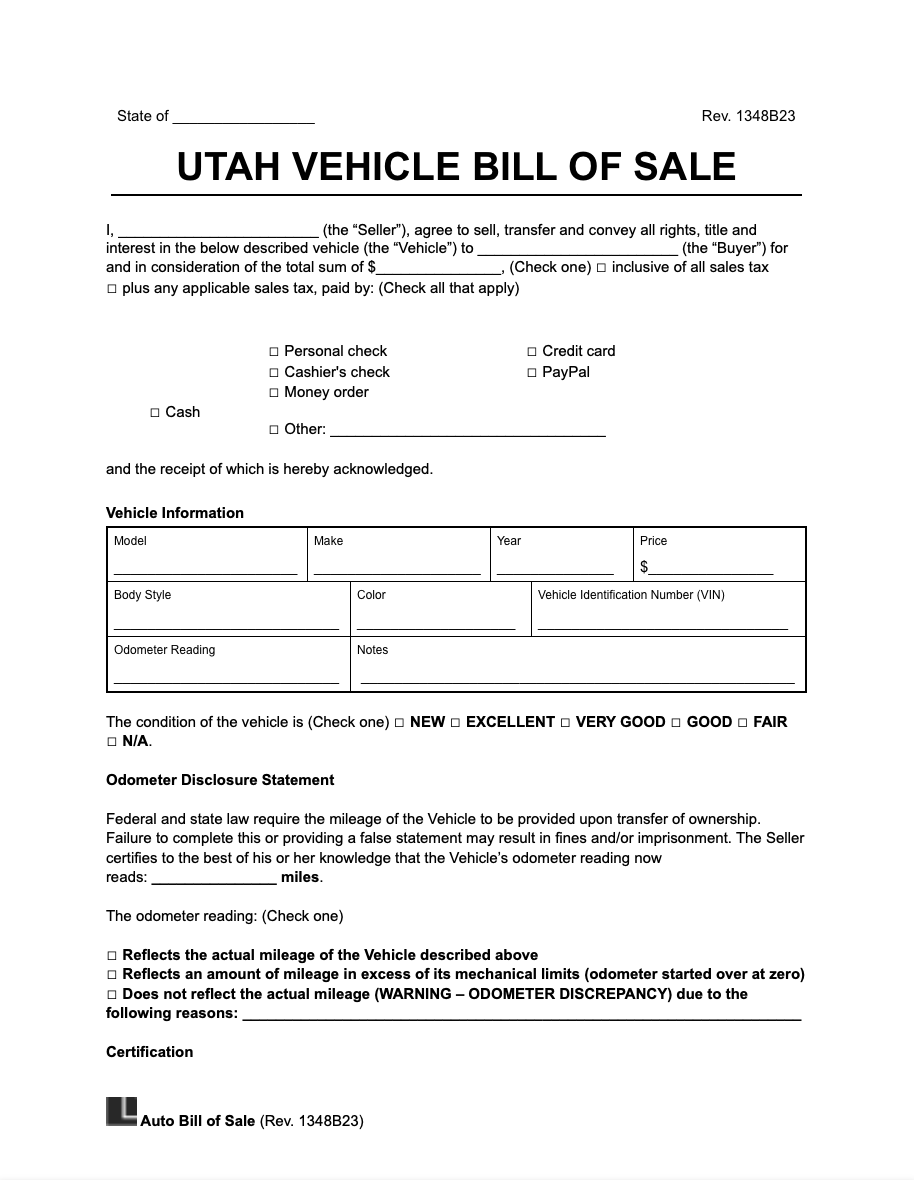 State of _________________ Rev. 1348B23
UTAH VEHICLE BILL OF SALE
I, ________________________ (the “Seller”), agree to sell, transfer and convey all rights, title and
interest in the below described vehicle (the “Vehicle”) to ________________________ (the “Buyer”) for
and in consideration of the total sum of $_______________, (Check one) □ inclusive of all sales tax
□ plus any applicable sales tax, paid by: (Check all that apply)
□ Personal check □ Credit card
□ Cashier's check □ PayPal
□ Money order
□ Cash
□ Other: _________________________________
and the receipt of which is hereby acknowledged.
Vehicle Information
Model Make Year Price
$_______________
Body Style Color Vehicle Identification Number (VIN)
Odometer Reading Notes
The condition of the vehicle is (Check one) □ NEW □ EXCELLENT □ VERY GOOD □ GOOD □ FAIR
□ N/A.
Odometer Disclosure Statement
Federal and state law require the mileage of the Vehicle to be provided upon transfer of ownership.
Failure to complete this or providing a false statement may result in fines and/or imprisonment. The Seller
certifies to the best of his or her knowledge that the Vehicle’s odometer reading now
reads: _______________ miles.
The odometer reading: (Check one)
□ Reflects the actual mileage of the Vehicle described above
□ Reflects an amount of mileage in excess of its mechanical limits (odometer started over at zero)
□ Does not reflect the actual mileage (WARNING – ODOMETER DISCREPANCY) due to the
following reasons: ___________________________________________________________________
Certification
Auto Bill of Sale (Rev. 1348B23)